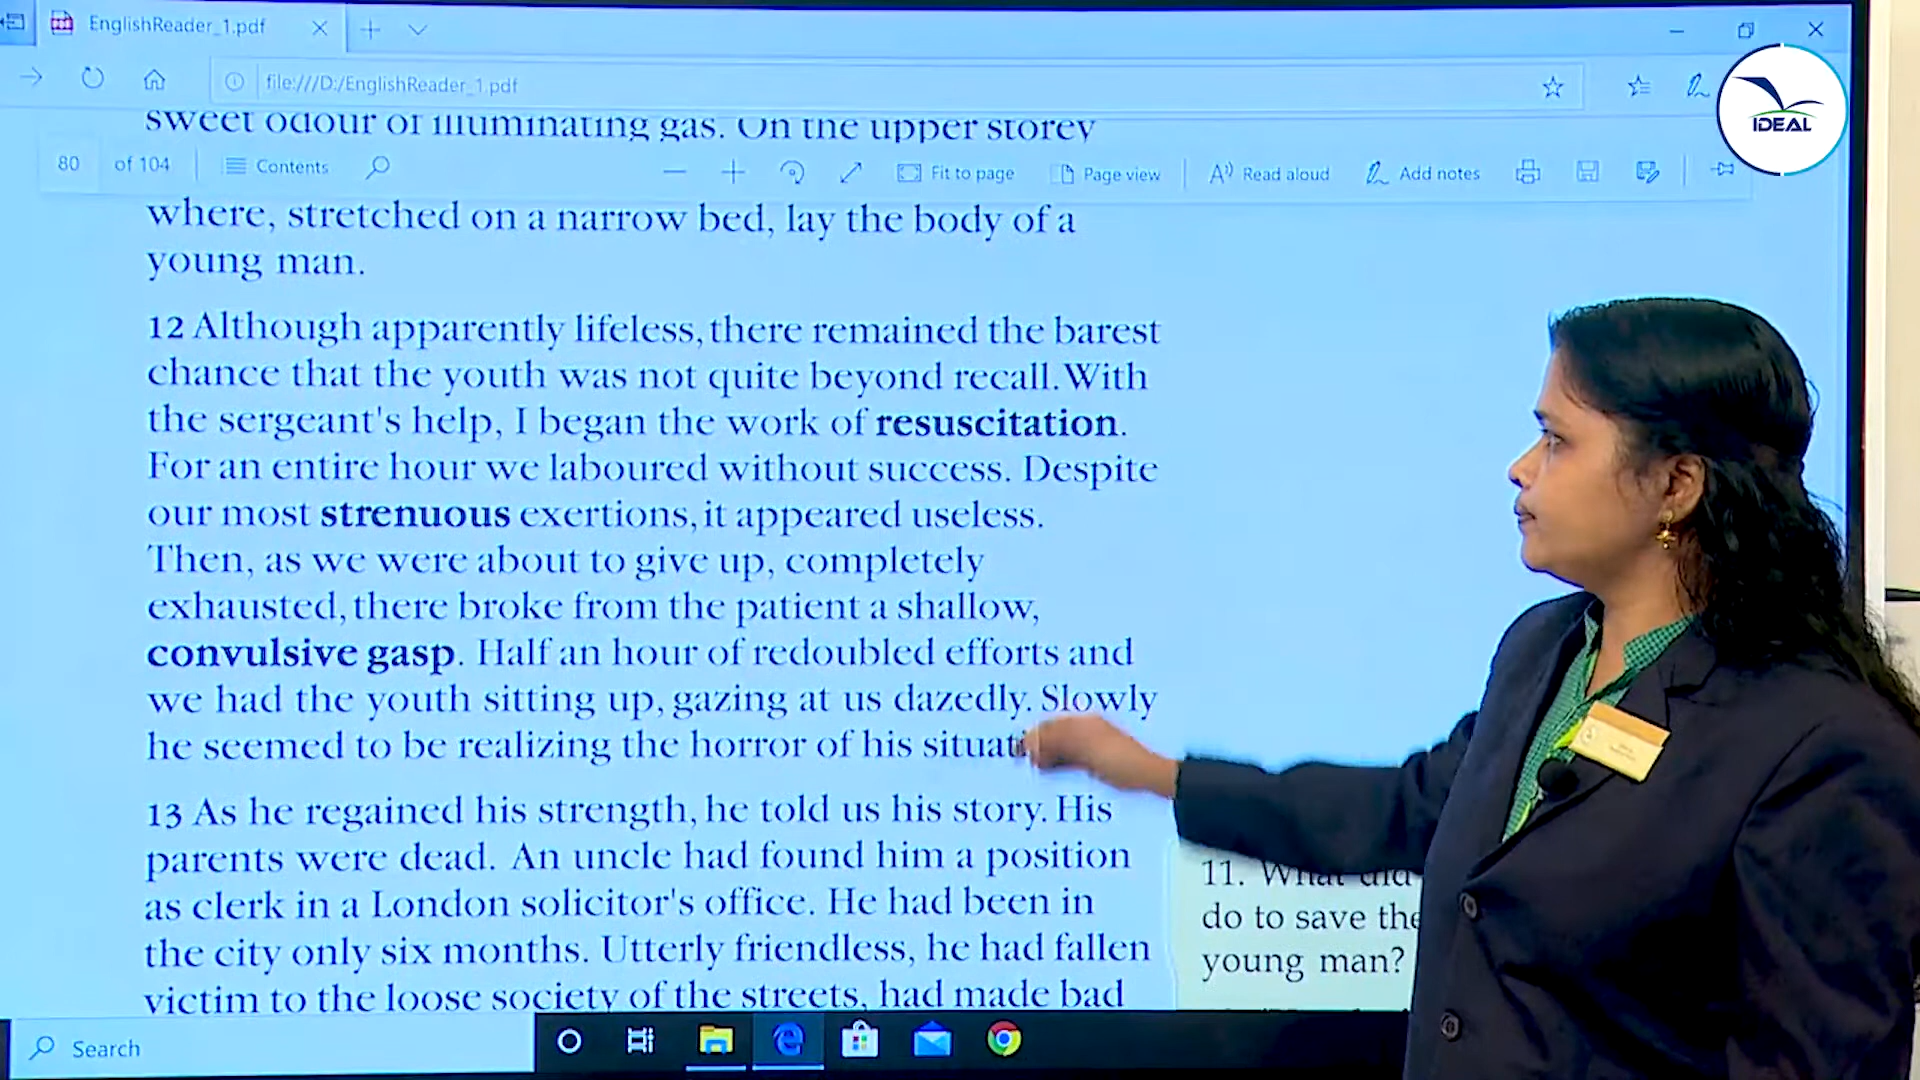 EnglishReader_1.pdf
file:///D:/EnglishReader_1.pdf
IDEAL
sweet odour of illuminating gas. On the upper storey
80 of 104 Contents Fit to page Page view Read aloud Add notes
where, stretched on a narrow bed, lay the body of a
young man.
12 Although apparently lifeless, there remained the barest
chance that the youth was not quite beyond recall. With
the sergeant's help, I began the work of resuscitation.
For an entire hour we laboured without success. Despite
our most strenuous exertions, it appeared useless.
Then, as we were about to give up, completely
exhausted, there broke from the patient a shallow,
convulsive gasp. Half an hour of redoubled efforts and
we had the youth sitting up, gazing at us dazedly. Slowly
he seemed to be realizing the horror of his
13 As he regained his strength, he told us his story. His
parents were dead. An uncle had found him a position
as clerk in a London solicitor's office. He had been in
the city only six months. Utterly friendless, he had fallen
victim to the loose society of the streets, had made bad
11. What did
do to save the
young man?
Search